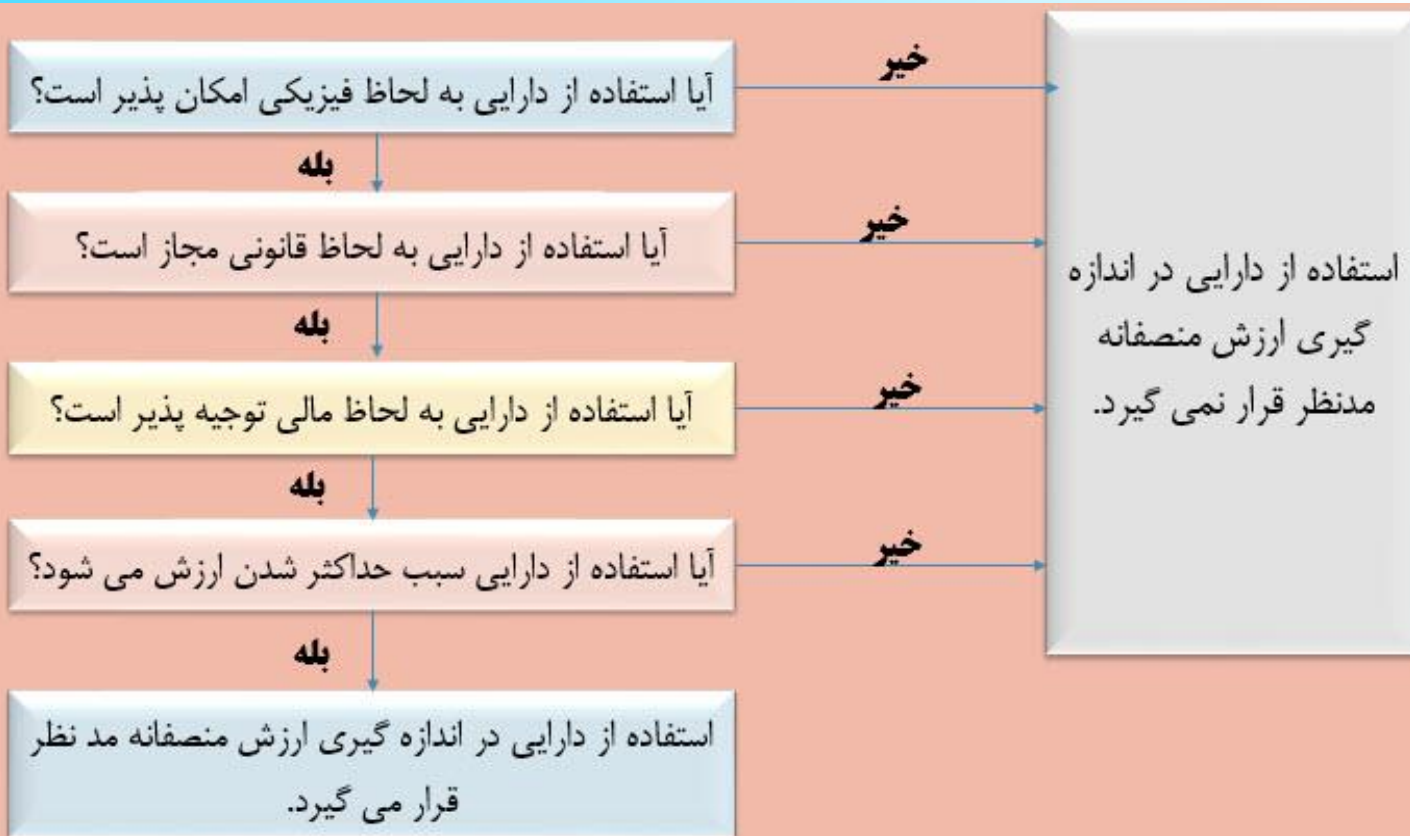 آیا استفاده از دارایی به لحاظ فیزیکی امکان پذیر است؟
خیر
بله
آیا استفاده از دارایی به لحاظ قانونی مجاز است؟
خیر
بله
آیا استفاده از دارایی به لحاظ مالی توجیه پذیر است؟
خیر
بله
آیا استفاده از دارایی سبب حداکثر شدن ارزش می شود؟
خیر
بله
استفاده از دارایی در اندازه گیری ارزش منصفانه مد نظر
قرار می گیرد.
استفاده از دارایی در اندازه
گیری ارزش منصفانه
مدنظر قرار نمی گیرد.